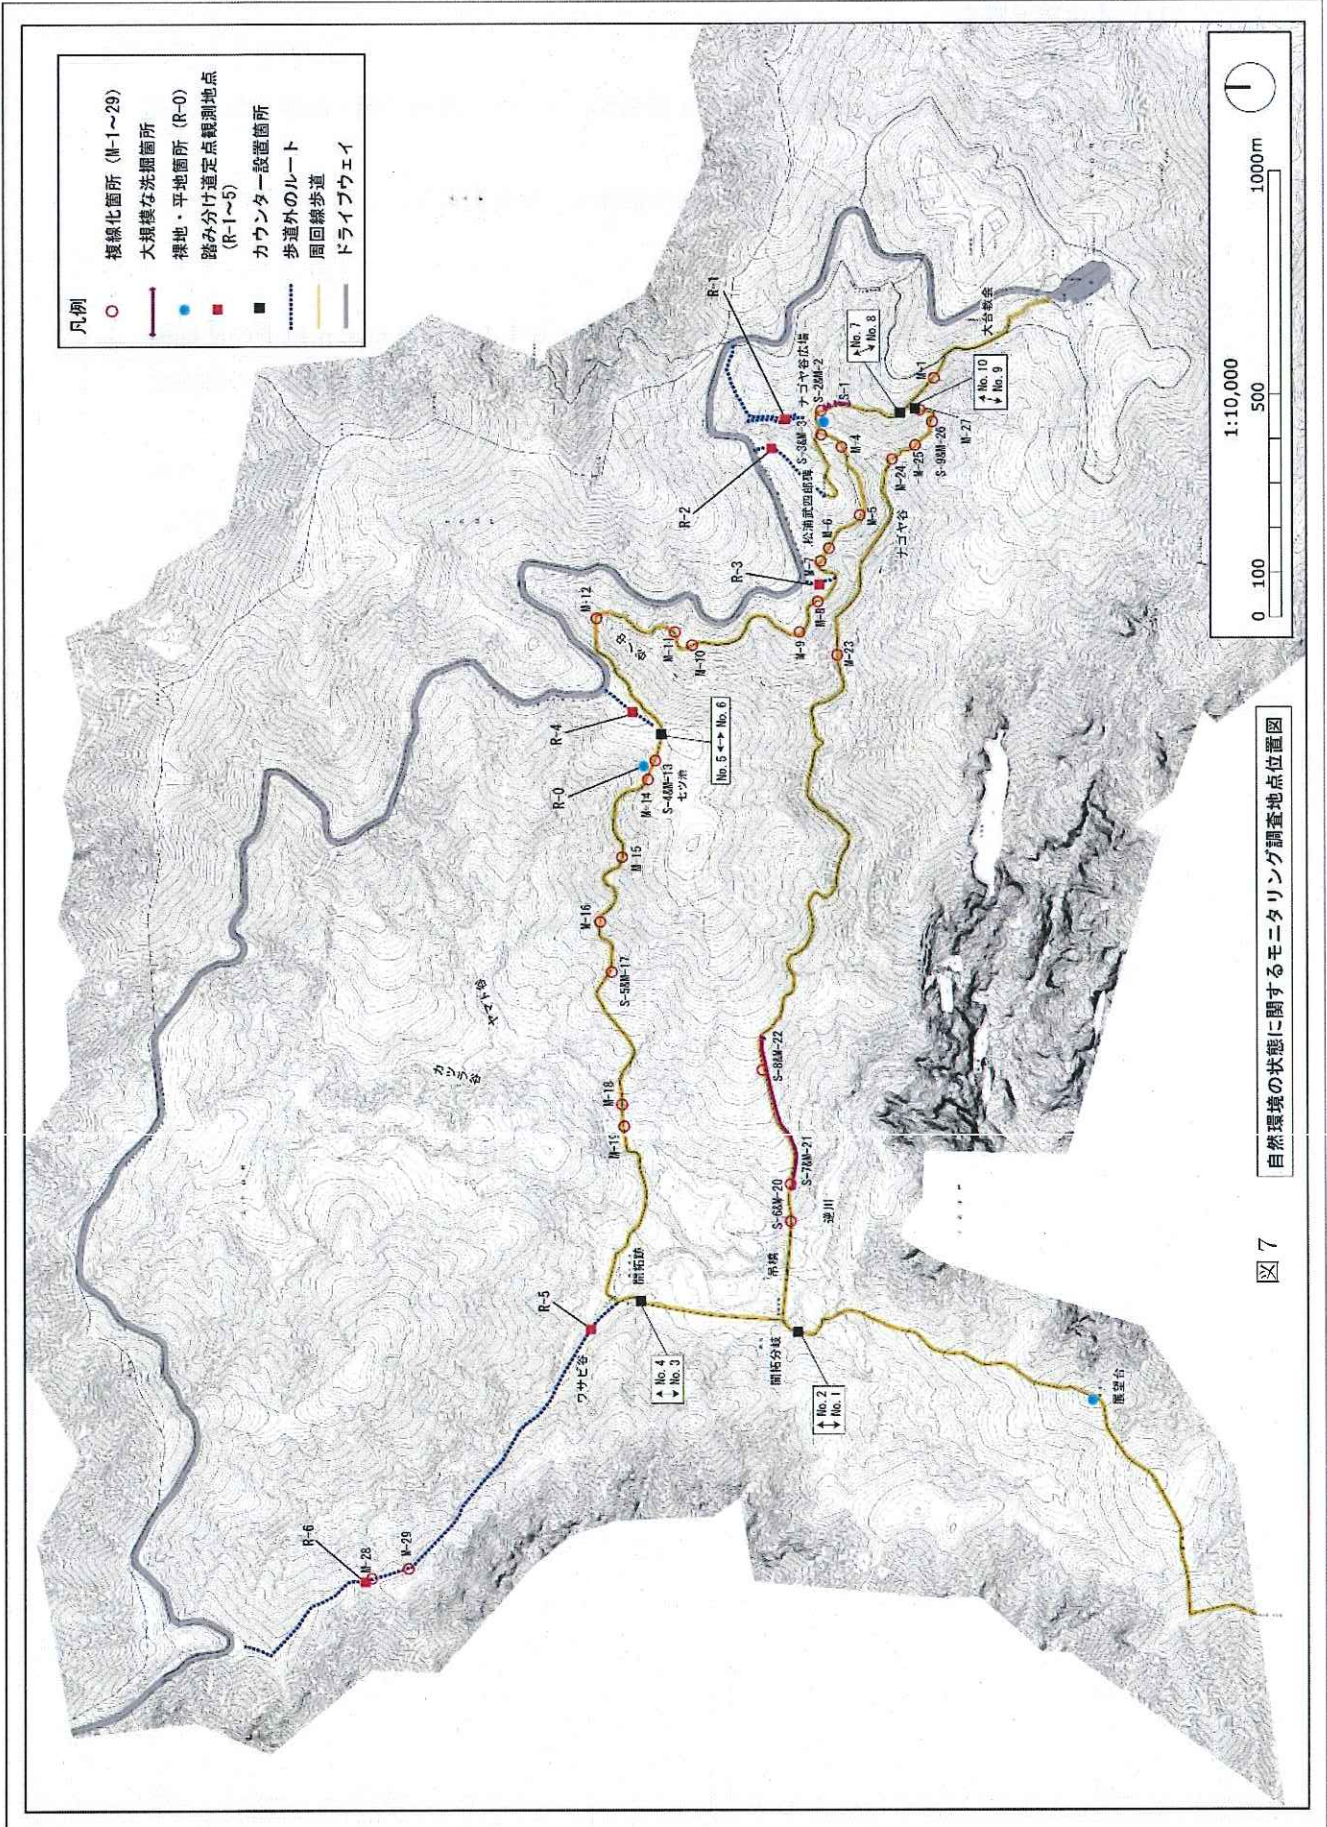 凡例
複線化箇所 (M-1~29)
大規模な洗掘箇所
裸地・平地箇所 (R-0)
踏み分け道定点観測地点
(R-1~5)
カウンター設置箇所
歩道外のルート
周回線歩道
ドライブウェイ
R-6
M-28
M-29
R-5
ワサビ谷
開拓跡
▲ No. 4
▼ No. 3
開拓分岐
↑ No. 2
↓ No. 1
展望台
吊橋
逆川
S-6&M-20
S-7&M-21
S-8&M-22
カツラ谷
ヤマト谷
M-19
M-18
S-5&M-17
M-16
M-15
M-14
S-4&M-13
七ツ池
R-0
R-4
No. 5 ◄-► No. 6
M-12
M-11
M-10
M-9
M-8
M-7
M-6
M-5
M-4
R-3
R-2
R-1
松浦武四郎碑
S-3&M-3
ナゴヤ谷広場
S-2&M-2
S-1
▲ No. 7
▼ No. 8
M-1
大台教会
▲ No. 10
▼ No. 9
M-27
S-9&M-26
M-25
M-24
ナゴヤ谷
M-23
1:10,000
0 100 500 1000m
自然環境の状態に関するモニタリング調査地点位置図
図 7